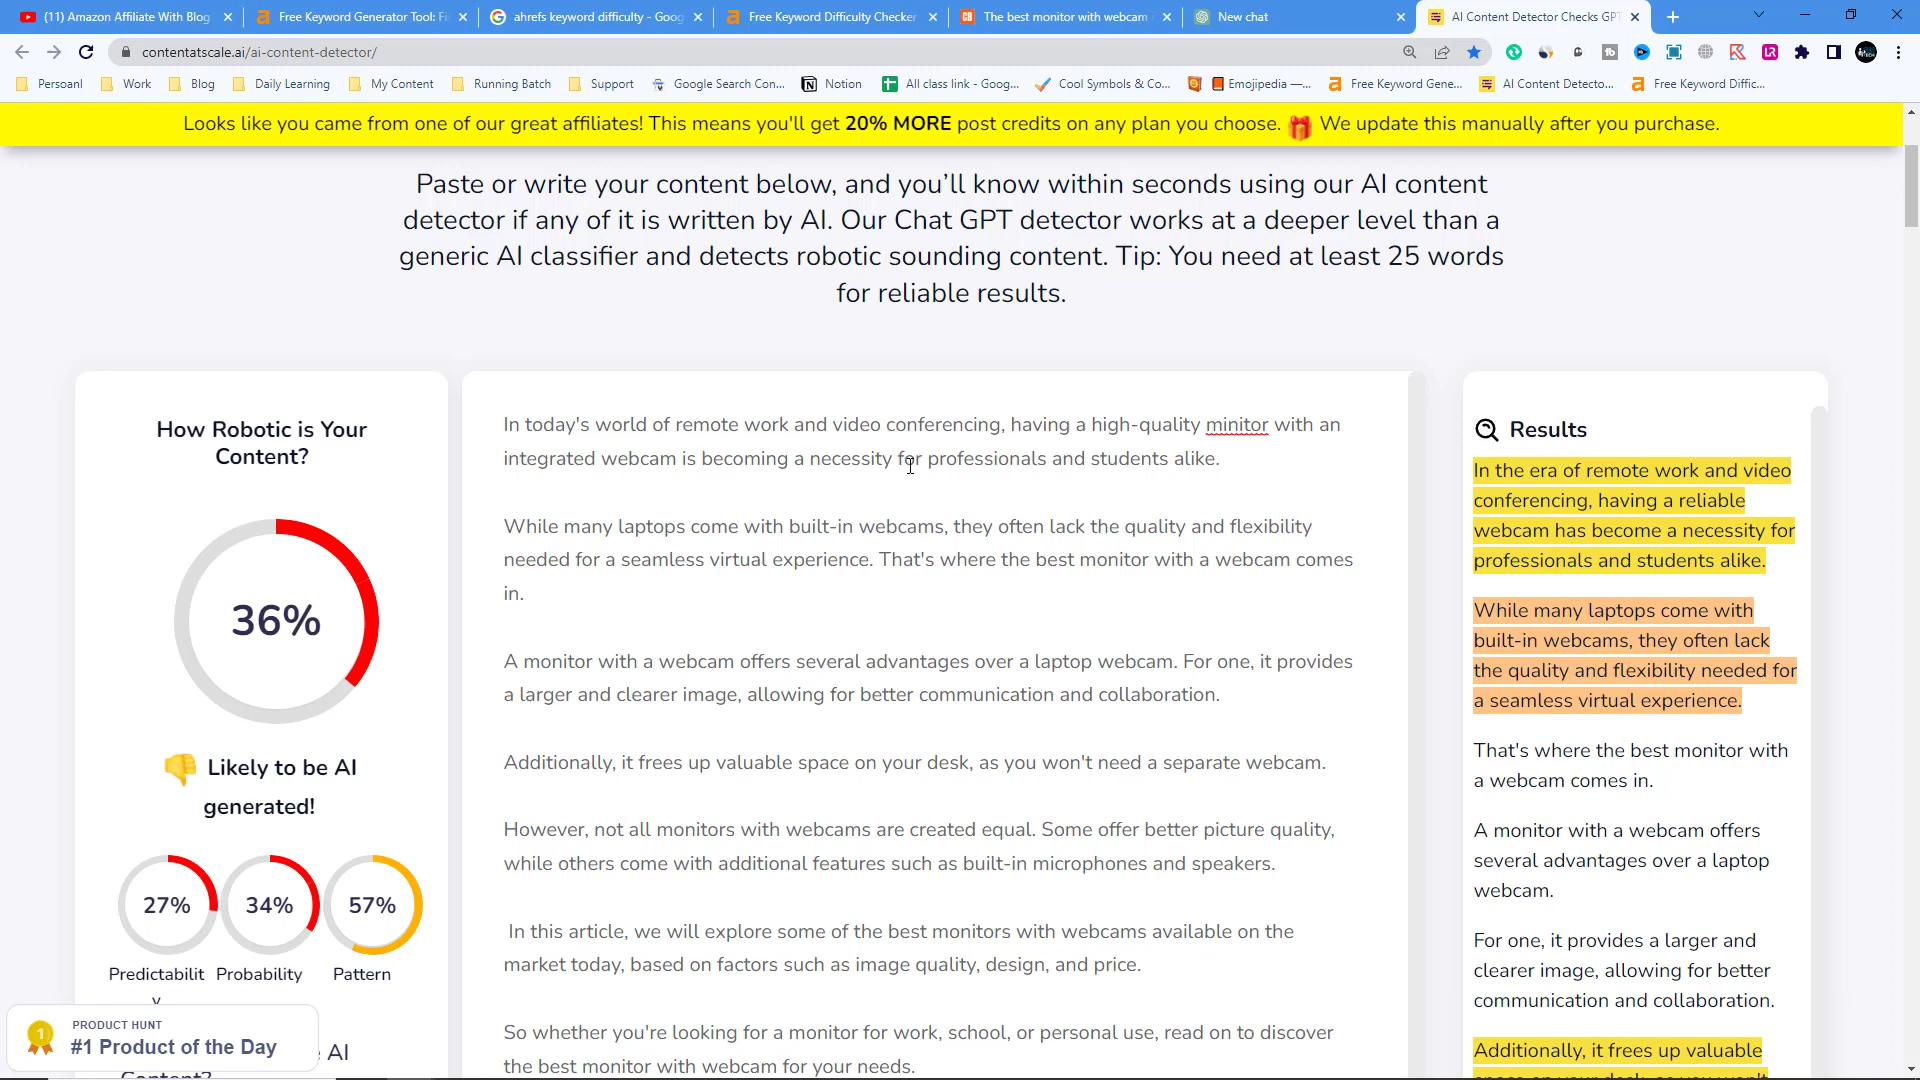 (11) Amazon Affiliate With Blog
Free Keyword Generator Tool: Fi
ahrefs keyword difficulty - Goog
Free Keyword Difficulty Checker
The best monitor with webcam
New chat
AI Content Detector Checks GPT
contentatscale.ai/ai-content-detector/
Persoanl
Work
Blog
Daily Learning
My Content
Running Batch
Support
Google Search Con...
Notion
All class link - Goog...
Cool Symbols & Co...
Emojipedia —...
Free Keyword Gene...
AI Content Detecto...
Free Keyword Diffic...
Looks like you came from one of our great affiliates! This means you'll get 20% MORE post credits on any plan you choose. 🎁 We update this manually after you purchase.
Paste or write your content below, and you’ll know within seconds using our AI content
detector if any of it is written by AI. Our Chat GPT detector works at a deeper level than a
generic AI classifier and detects robotic sounding content. Tip: You need at least 25 words
for reliable results.
How Robotic is Your
Content?
36%
👎 Likely to be AI
generated!
27%
34%
57%
Predictabilit
y
Probability
Pattern
PRODUCT HUNT
#1 Product of the Day
AI
Content?
In today's world of remote work and video conferencing, having a high-quality minitor with an
integrated webcam is becoming a necessity for professionals and students alike.
While many laptops come with built-in webcams, they often lack the quality and flexibility
needed for a seamless virtual experience. That's where the best monitor with a webcam comes
in.
A monitor with a webcam offers several advantages over a laptop webcam. For one, it provides
a larger and clearer image, allowing for better communication and collaboration.
Additionally, it frees up valuable space on your desk, as you won't need a separate webcam.
However, not all monitors with webcams are created equal. Some offer better picture quality,
while others come with additional features such as built-in microphones and speakers.
In this article, we will explore some of the best monitors with webcams available on the
market today, based on factors such as image quality, design, and price.
So whether you're looking for a monitor for work, school, or personal use, read on to discover
the best monitor with webcam for your needs.
Results
In the era of remote work and video
conferencing, having a reliable
webcam has become a necessity for
professionals and students alike.
While many laptops come with
built-in webcams, they often lack
the quality and flexibility needed for
a seamless virtual experience.
That's where the best monitor with
a webcam comes in.
A monitor with a webcam offers
several advantages over a laptop
webcam.
For one, it provides a larger and
clearer image, allowing for better
communication and collaboration.
Additionally, it frees up valuable
space on your desk, as you won't